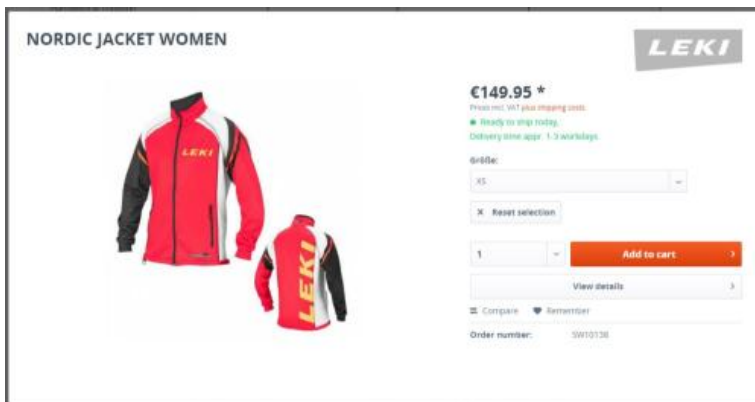 NORDIC JACKET WOMEN
LEKI
LEKI
LEKI
€149.95 *
Prices incl. VAT plus shipping costs
Ready to ship today,
Delivery time appr. 1-3 workdays
Größe:
XS
Reset selection
1
Add to cart
View details
Compare
Remember
Order number:
SW10138